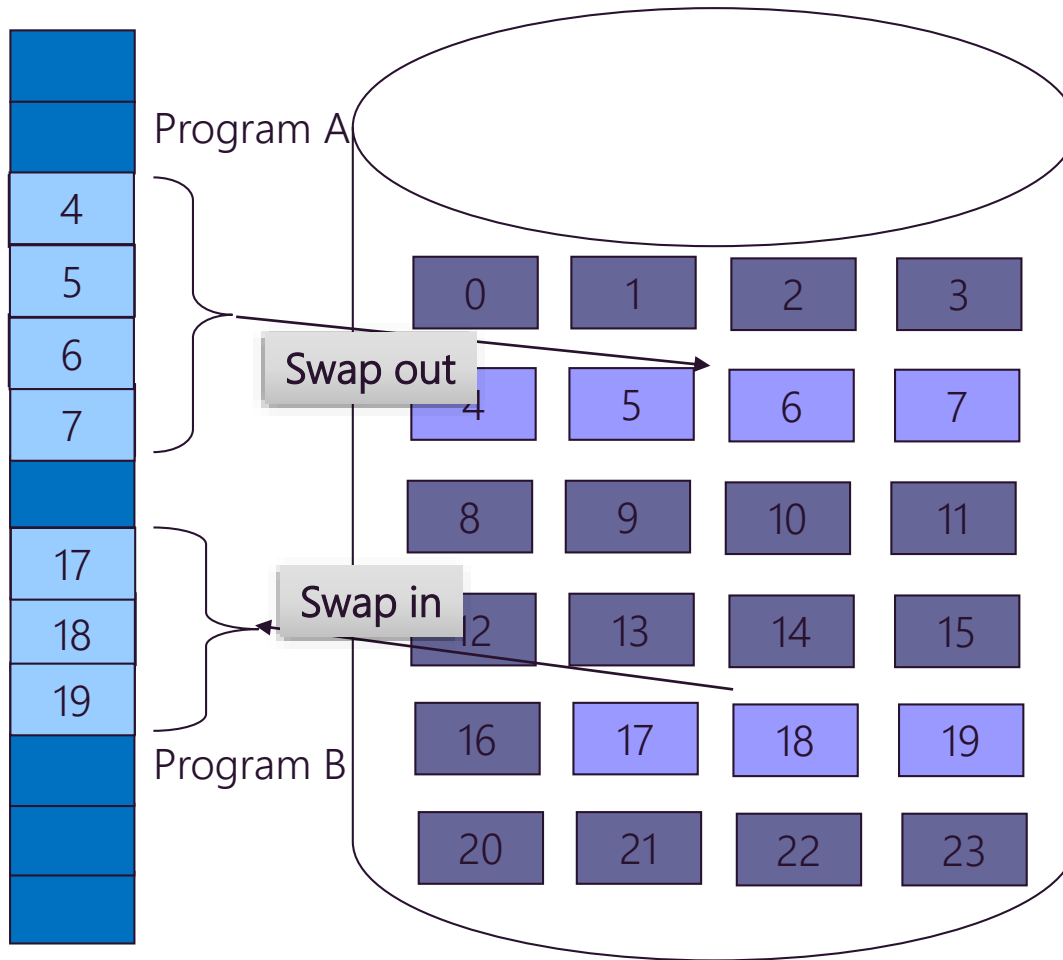 Program A
4
5
6
7
17
18
19
Program B
Swap out
Swap in
0 1 2 3
4 5 6 7
8 9 10 11
12 13 14 15
16 17 18 19
20 21 22 23